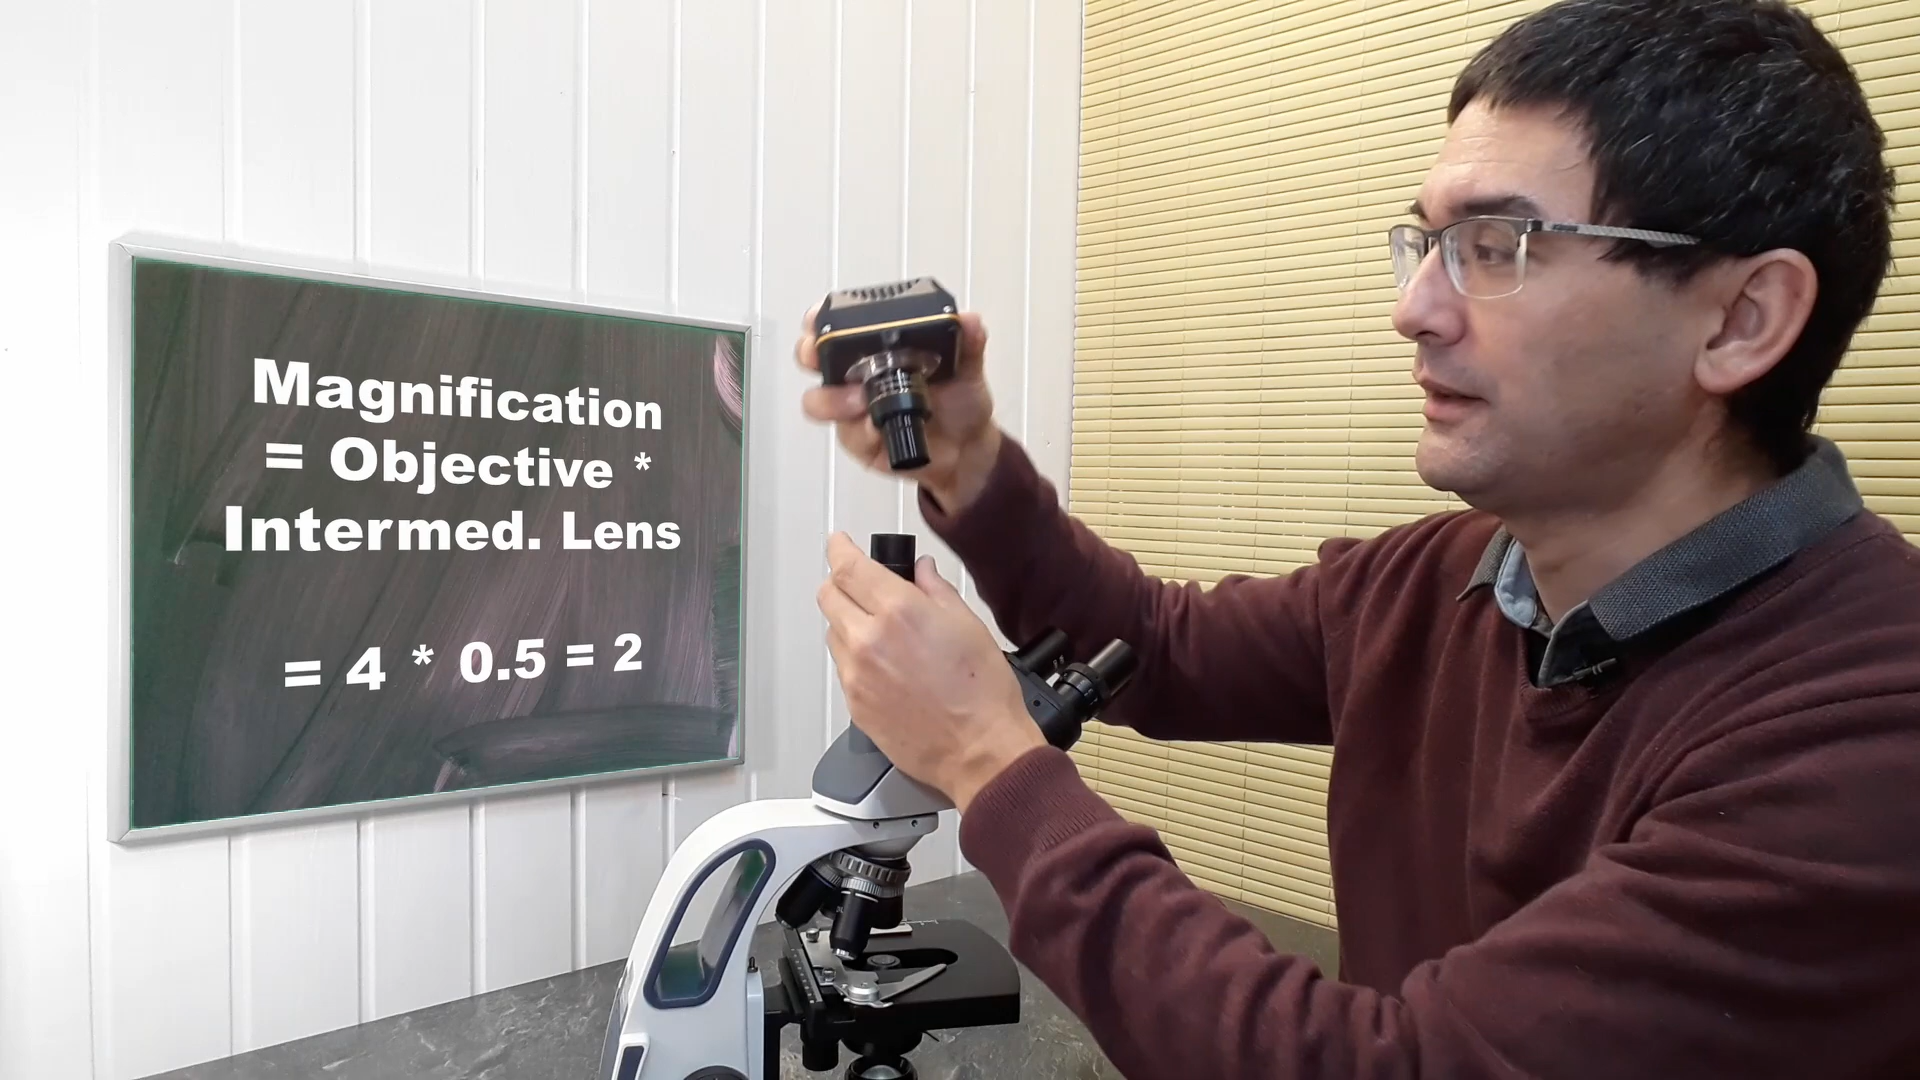 Magnification
= Objective *
Intermed. Lens
= 4 * 0.5 = 2